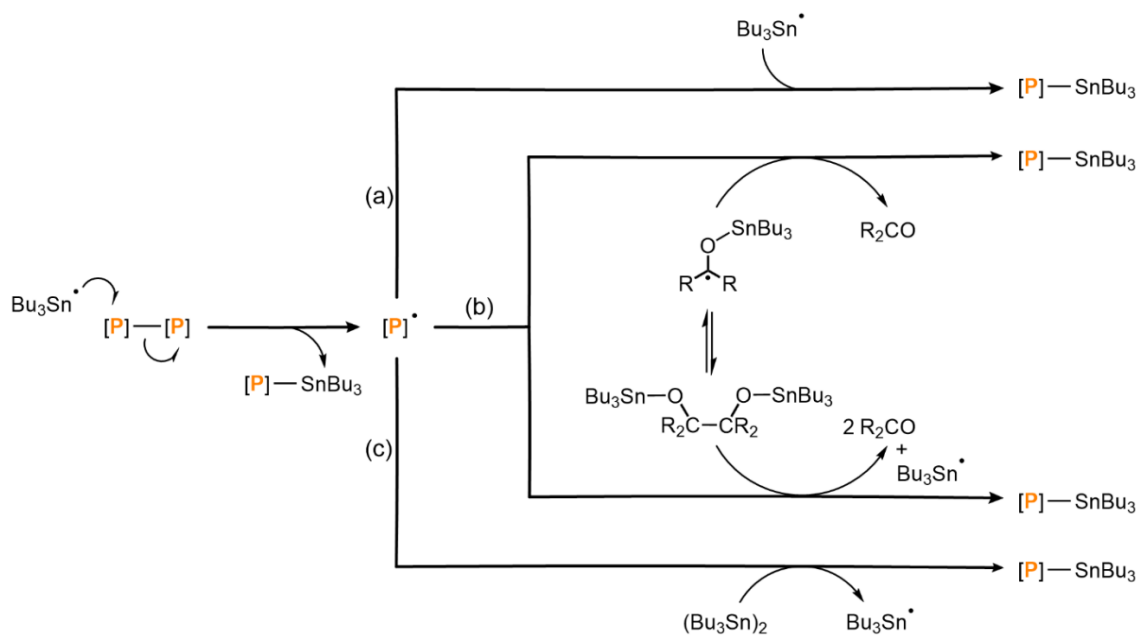 Bu₃Sn•
[P]—SnBu₃
[P]—SnBu₃
(a)
SnBu₃
O
R₂CO
R • R
Bu₃Sn•
(b)
[P]—[P]
[P]•
[P]—SnBu₃
Bu₃Sn—O O—SnBu₃
R₂C—CR₂
2 R₂CO
+
(c)
Bu₃Sn•
[P]—SnBu₃
[P]—SnBu₃
(Bu₃Sn)₂
Bu₃Sn•